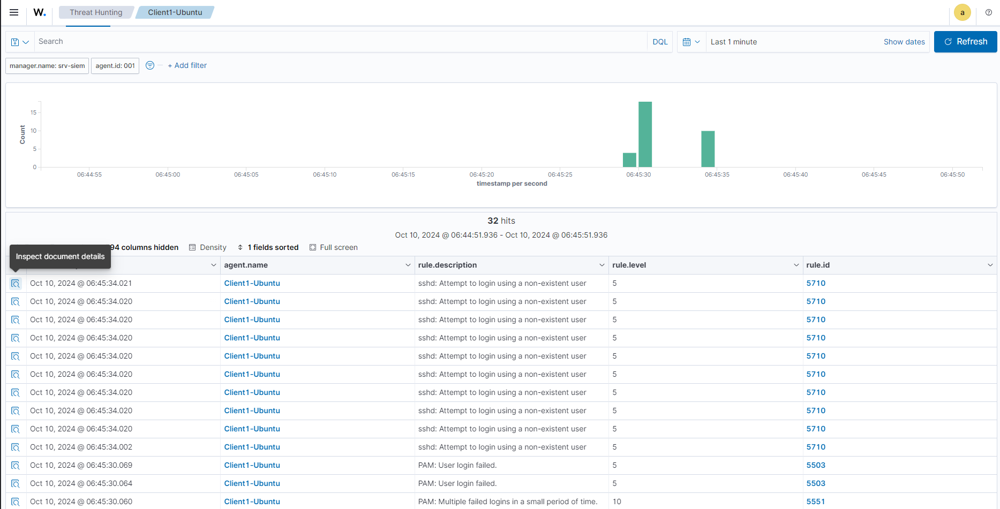 W. Threat Hunting Client1-Ubuntu a
Search DQL Last 1 minute Show dates Refresh
manager.name: srv-siem agent.id: 001 + Add filter
Count
15
10
5
0
06:44:55 06:45:00 06:45:05 06:45:10 06:45:15 06:45:20 06:45:25 06:45:30 06:45:35 06:45:40 06:45:45 06:45:50
timestamp per second
32 hits
Oct 10, 2024 @ 06:44:51.936 - Oct 10, 2024 @ 06:45:51.936
94 columns hidden Density 1 fields sorted Full screen
Inspect document details
agent.name rule.description rule.level rule.id
Oct 10, 2024 @ 06:45:34.021 Client1-Ubuntu sshd: Attempt to login using a non-existent user 5 5710
Oct 10, 2024 @ 06:45:34.020 Client1-Ubuntu sshd: Attempt to login using a non-existent user 5 5710
Oct 10, 2024 @ 06:45:34.020 Client1-Ubuntu sshd: Attempt to login using a non-existent user 5 5710
Oct 10, 2024 @ 06:45:34.020 Client1-Ubuntu sshd: Attempt to login using a non-existent user 5 5710
Oct 10, 2024 @ 06:45:34.020 Client1-Ubuntu sshd: Attempt to login using a non-existent user 5 5710
Oct 10, 2024 @ 06:45:34.020 Client1-Ubuntu sshd: Attempt to login using a non-existent user 5 5710
Oct 10, 2024 @ 06:45:34.020 Client1-Ubuntu sshd: Attempt to login using a non-existent user 5 5710
Oct 10, 2024 @ 06:45:34.020 Client1-Ubuntu sshd: Attempt to login using a non-existent user 5 5710
Oct 10, 2024 @ 06:45:34.020 Client1-Ubuntu sshd: Attempt to login using a non-existent user 5 5710
Oct 10, 2024 @ 06:45:34.002 Client1-Ubuntu sshd: Attempt to login using a non-existent user 5 5710
Oct 10, 2024 @ 06:45:30.069 Client1-Ubuntu PAM: User login failed. 5 5503
Oct 10, 2024 @ 06:45:30.064 Client1-Ubuntu PAM: User login failed. 5 5503
Oct 10, 2024 @ 06:45:30.060 Client1-Ubuntu PAM: Multiple failed logins in a small period of time. 10 5551